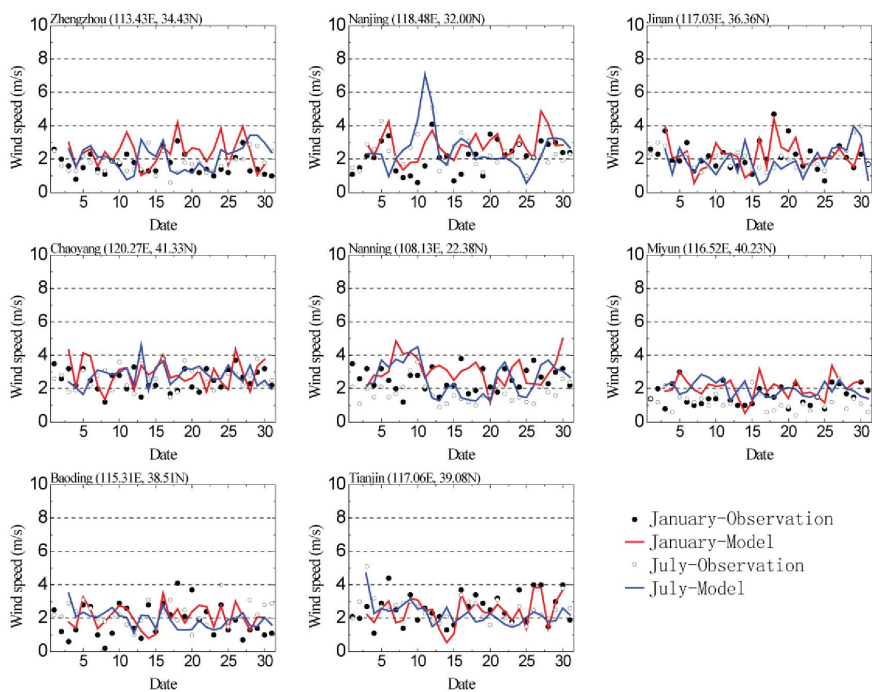 Zhengzhou (113.43E, 34.43N)
Wind speed (m/s)
10
8
6
4
2
0
5 10 15 20 25 30
Date
Nanjing (118.48E, 32.00N)
Wind speed (m/s)
10
8
6
4
2
0
5 10 15 20 25 30
Date
Jinan (117.03E, 36.36N)
Wind speed (m/s)
10
8
6
4
2
0
5 10 15 20 25 30
Date
Chaoyang (120.27E, 41.33N)
Wind speed (m/s)
10
8
6
4
2
0
5 10 15 20 25 30
Date
Nanning (108.13E, 22.38N)
Wind speed (m/s)
10
8
6
4
2
0
5 10 15 20 25 30
Date
Miyun (116.52E, 40.23N)
Wind speed (m/s)
10
8
6
4
2
0
5 10 15 20 25 30
Date
Baoding (115.31E, 38.51N)
Wind speed (m/s)
10
8
6
4
2
0
5 10 15 20 25 30
Date
Tianjin (117.06E, 39.08N)
Wind speed (m/s)
10
8
6
4
2
0
5 10 15 20 25 30
Date
January-Observation
January-Model
July-Observation
July-Model